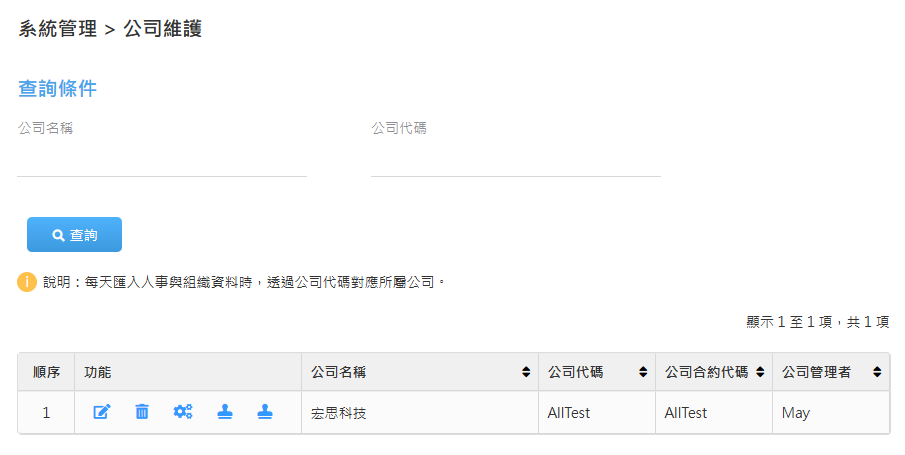 系統管理 > 公司維護
查詢條件
公司名稱 公司代碼
查詢
i 說明：每天匯入人事與組織資料時，透過公司代碼對應所屬公司。
顯示 1 至 1 項，共 1 項
順序 功能 公司名稱 公司代碼 公司合約代碼 公司管理者
1 宏思科技 AllTest AllTest May